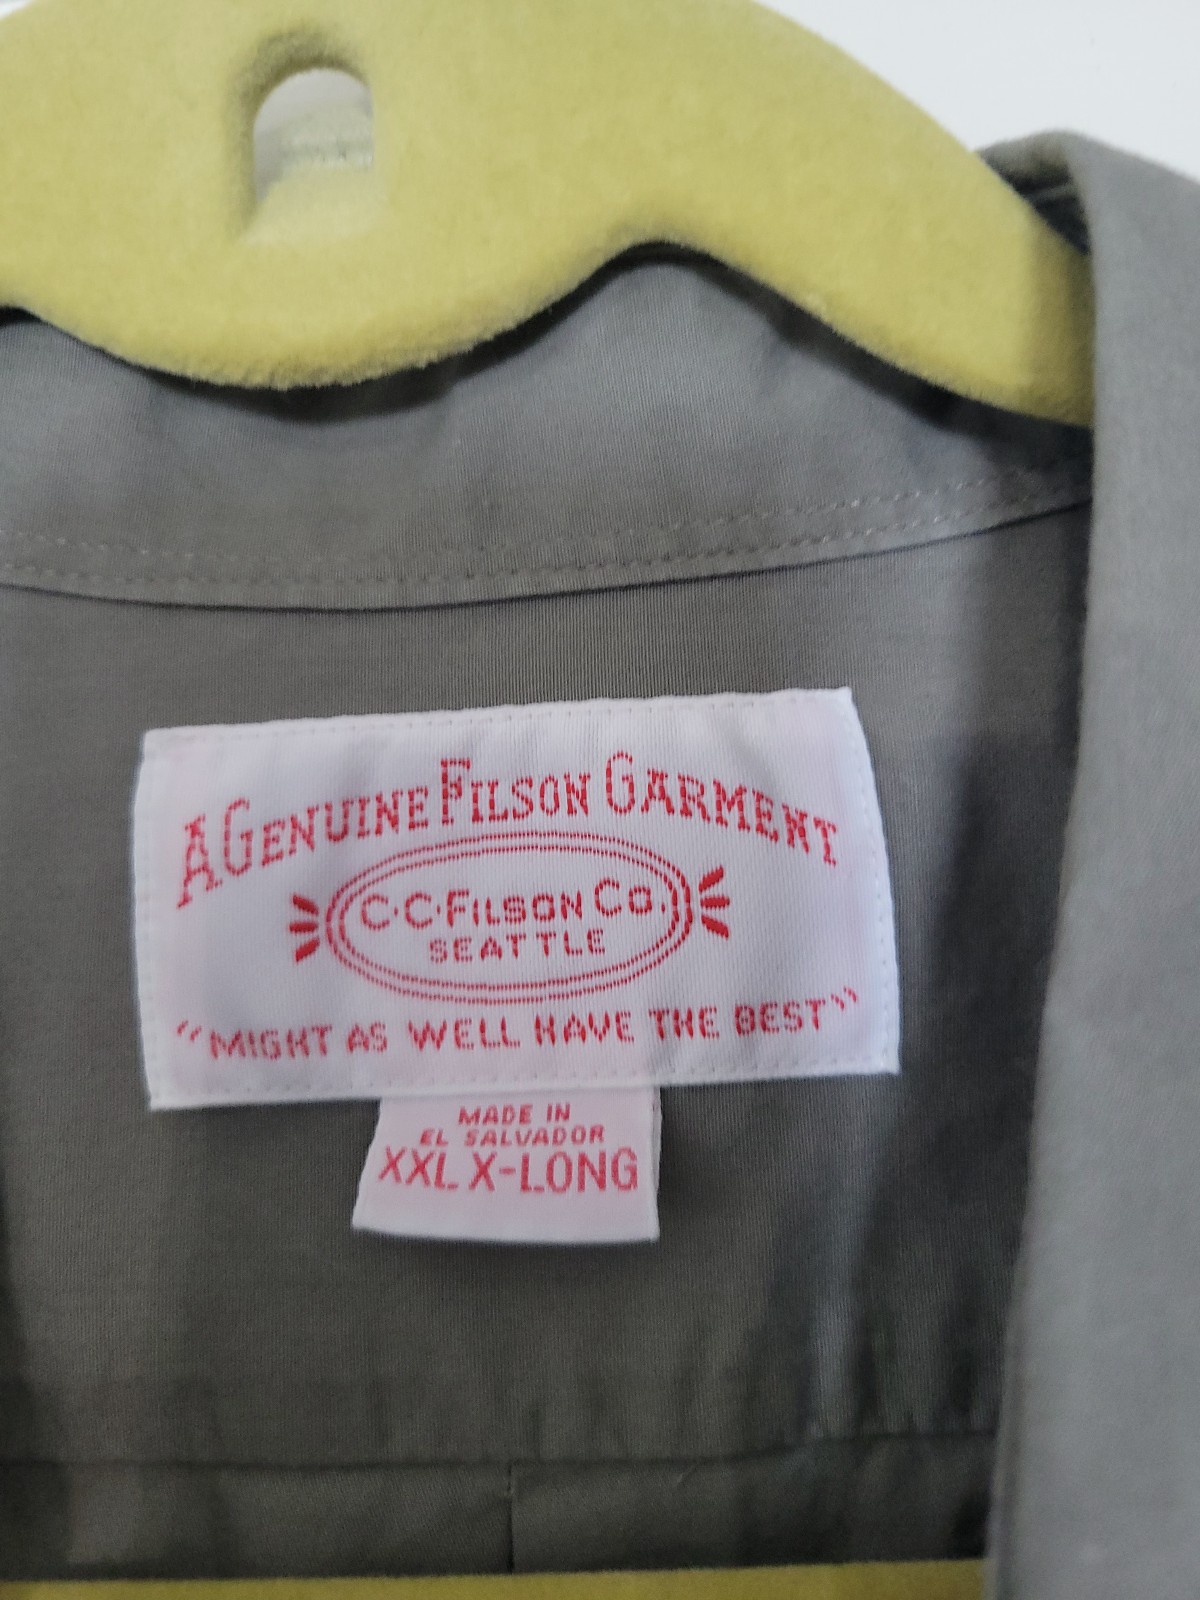 A GENUINE FILSON GARMENT
C·C·FILSON CO.
SEATTLE
"MIGHT AS WELL HAVE THE BEST"
MADE IN
EL SALVADOR
XXL X-LONG